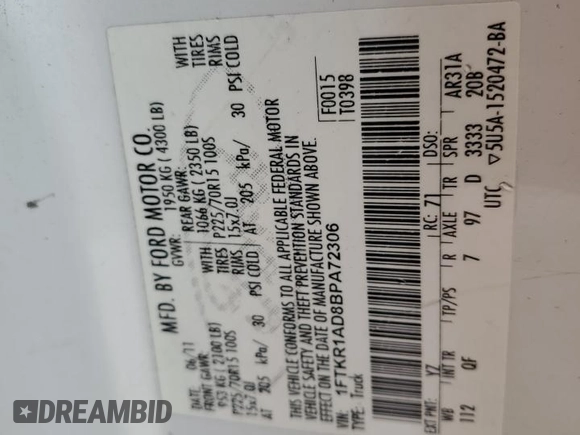 MFD. BY FORD MOTOR CO.
DATE: 06/11
GVWR: 1950 KG ( 4300 LB)
FRONT GAWR:
953 KG ( 2100 LB)
P225/70R15 100S
15x7.0J
AT 205 kPa/ 30 PSI COLD
WITH
TIRES
RIMS
REAR GAWR:
1066 KG ( 2350 LB)
P225/70R15 100S
15x7.0J
AT 205 kPa/ 30 PSI COLD
WITH
TIRES
RIMS
THIS VEHICLE CONFORMS TO ALL APPLICABLE FEDERAL MOTOR
VEHICLE SAFETY AND THEFT PREVENTION STANDARDS IN
EFFECT ON THE DATE OF MANUFACTURE SHOWN ABOVE.
VIN: 1FTKR1AD8BPA72306
TYPE: Truck
F0015
T0398
EXT PNT: YZ RC: 71 DSO:
WB INT TR TP/PS R AXLE TR SPR AR31A
112 QF 7 97 D 3333 20B
UTC ▽5U5A-1520472-BA
DREAMBID